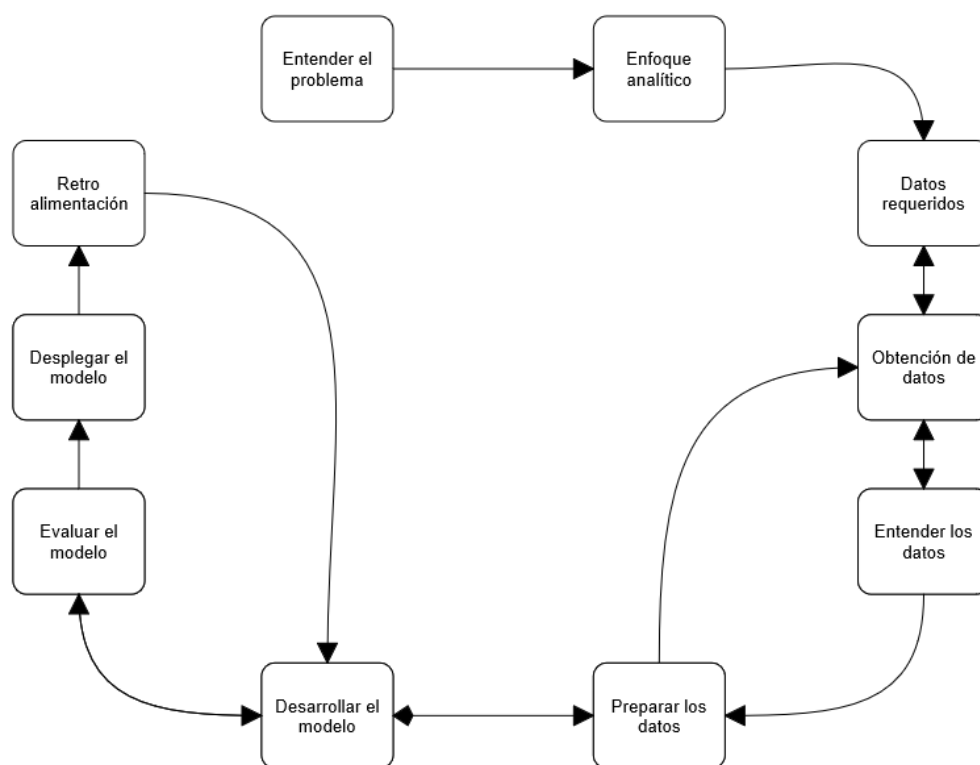 Entender el
problema
Enfoque
analítico
Datos
requeridos
Obtención de
datos
Entender los
datos
Preparar los
datos
Desarrollar el
modelo
Evaluar el
modelo
Desplegar el
modelo
Retro
alimentación